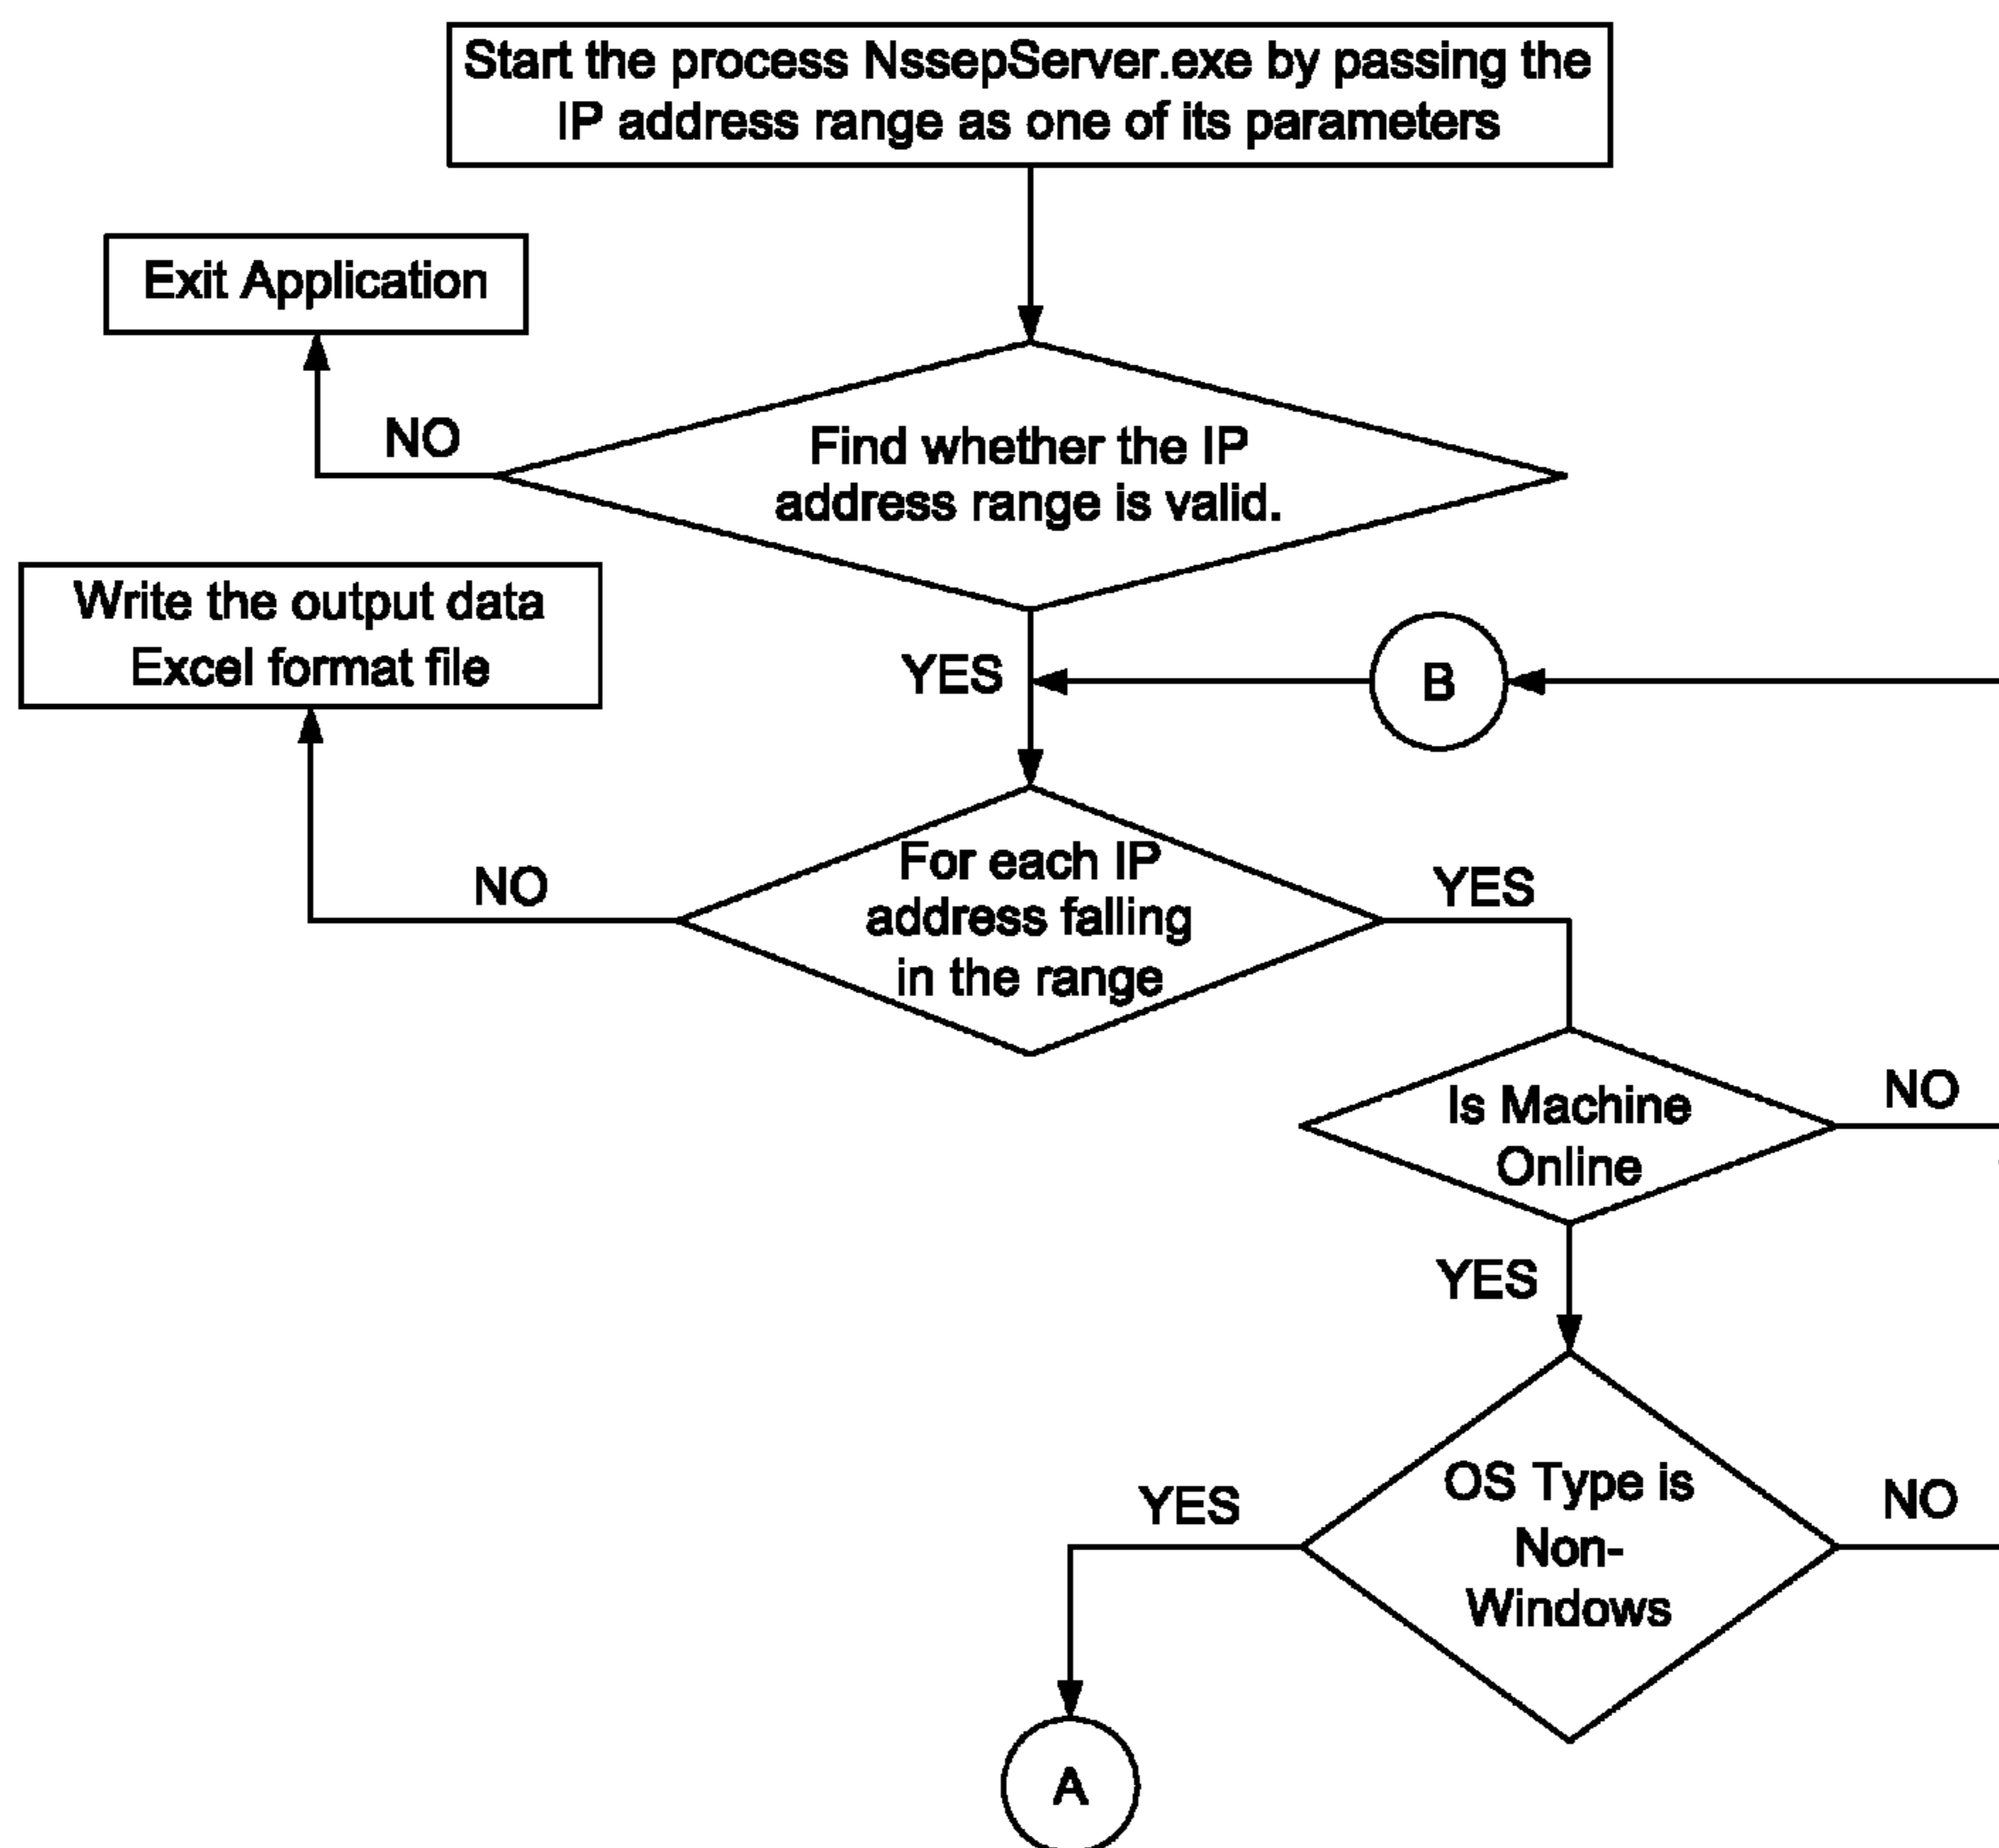 Start the process NssepServer.exe by passing the
IP address range as one of its parameters
Exit Application
NO
Find whether the IP
address range is valid.
Write the output data
Excel format file
YES
B
NO
For each IP
address falling
in the range
YES
Is Machine
Online
NO
YES
YES
OS Type is
Non-
Windows
NO
A